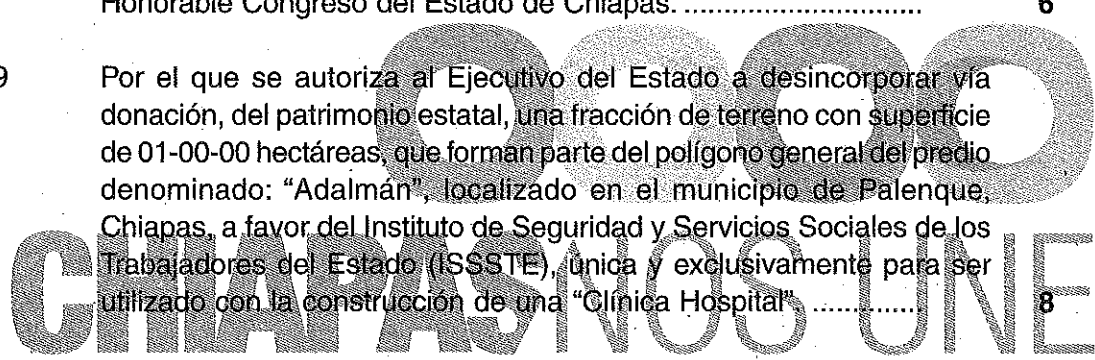 Honorable Congreso del Estado de Chiapas. ............................. 6
9 Por el que se autoriza al Ejecutivo del Estado a desincorporar vía
donación, del patrimonio estatal, una fracción de terreno con superficie
de 01-00-00 hectáreas, que forman parte del polígono general del predio
denominado: “Adalmán”, localizado en el municipio de Palenque,
Chiapas, a favor del Instituto de Seguridad y Servicios Sociales de los
Trabajadores del Estado (ISSSTE), única y exclusivamente para ser
utilizado con la construcción de una “Clínica Hospital”. .............. 8
CHIAPASNOS UNE